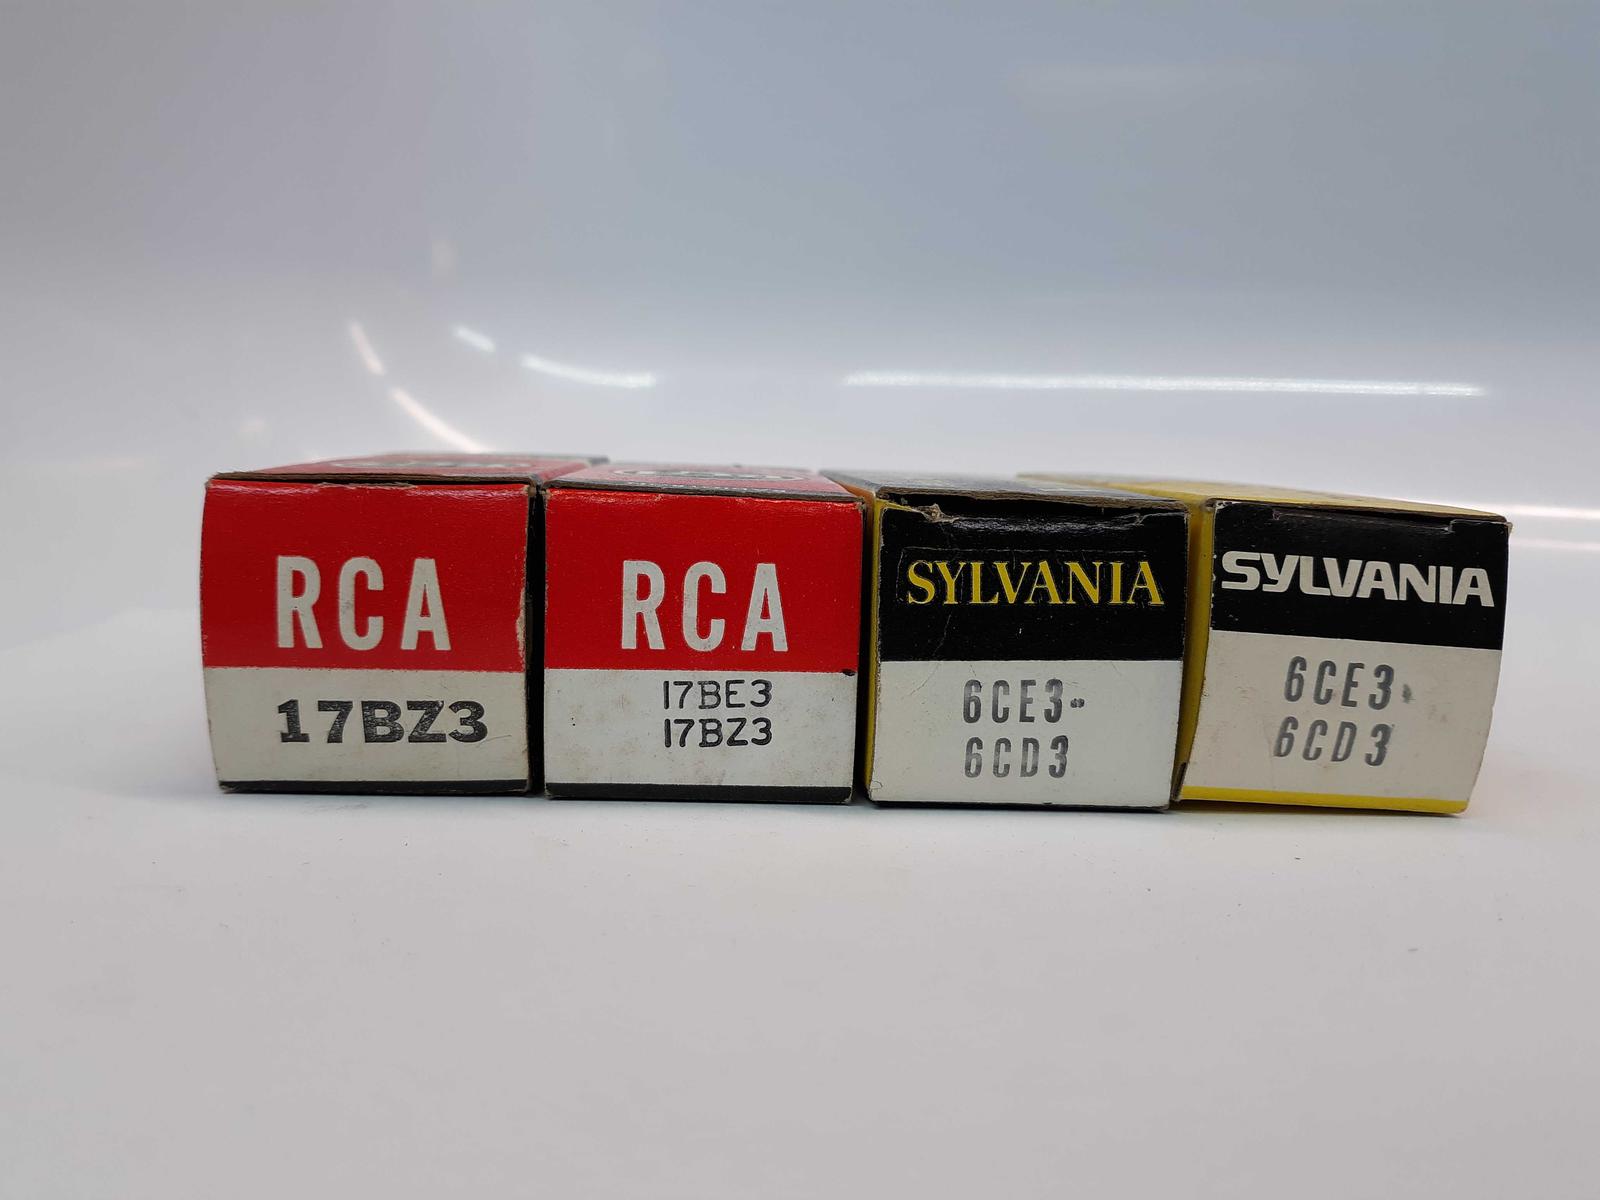 RCA
17BZ3
RCA
17BE3
17BZ3
SYLVANIA
6CE3-
6CD3
SYLVANIA
6CE3
6CD3